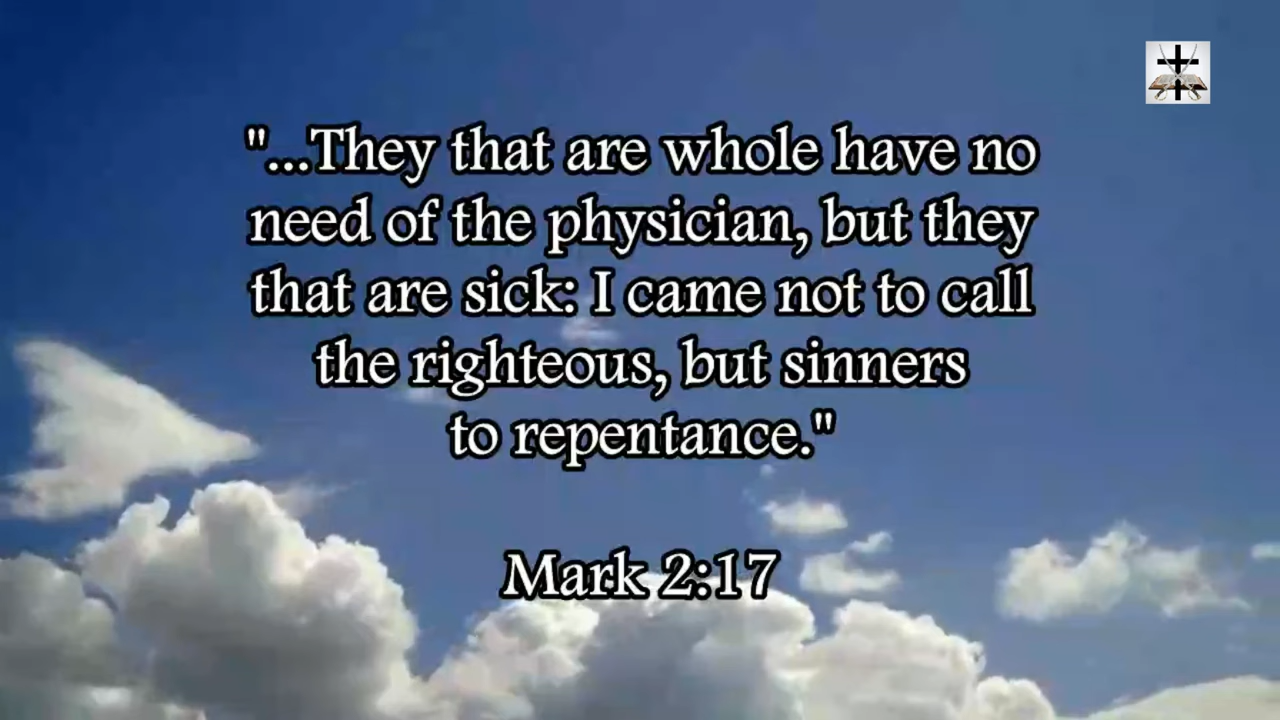 "...They that are whole have no
need of the physician, but they
that are sick: I came not to call
the righteous, but sinners
to repentance."
Mark 2:17